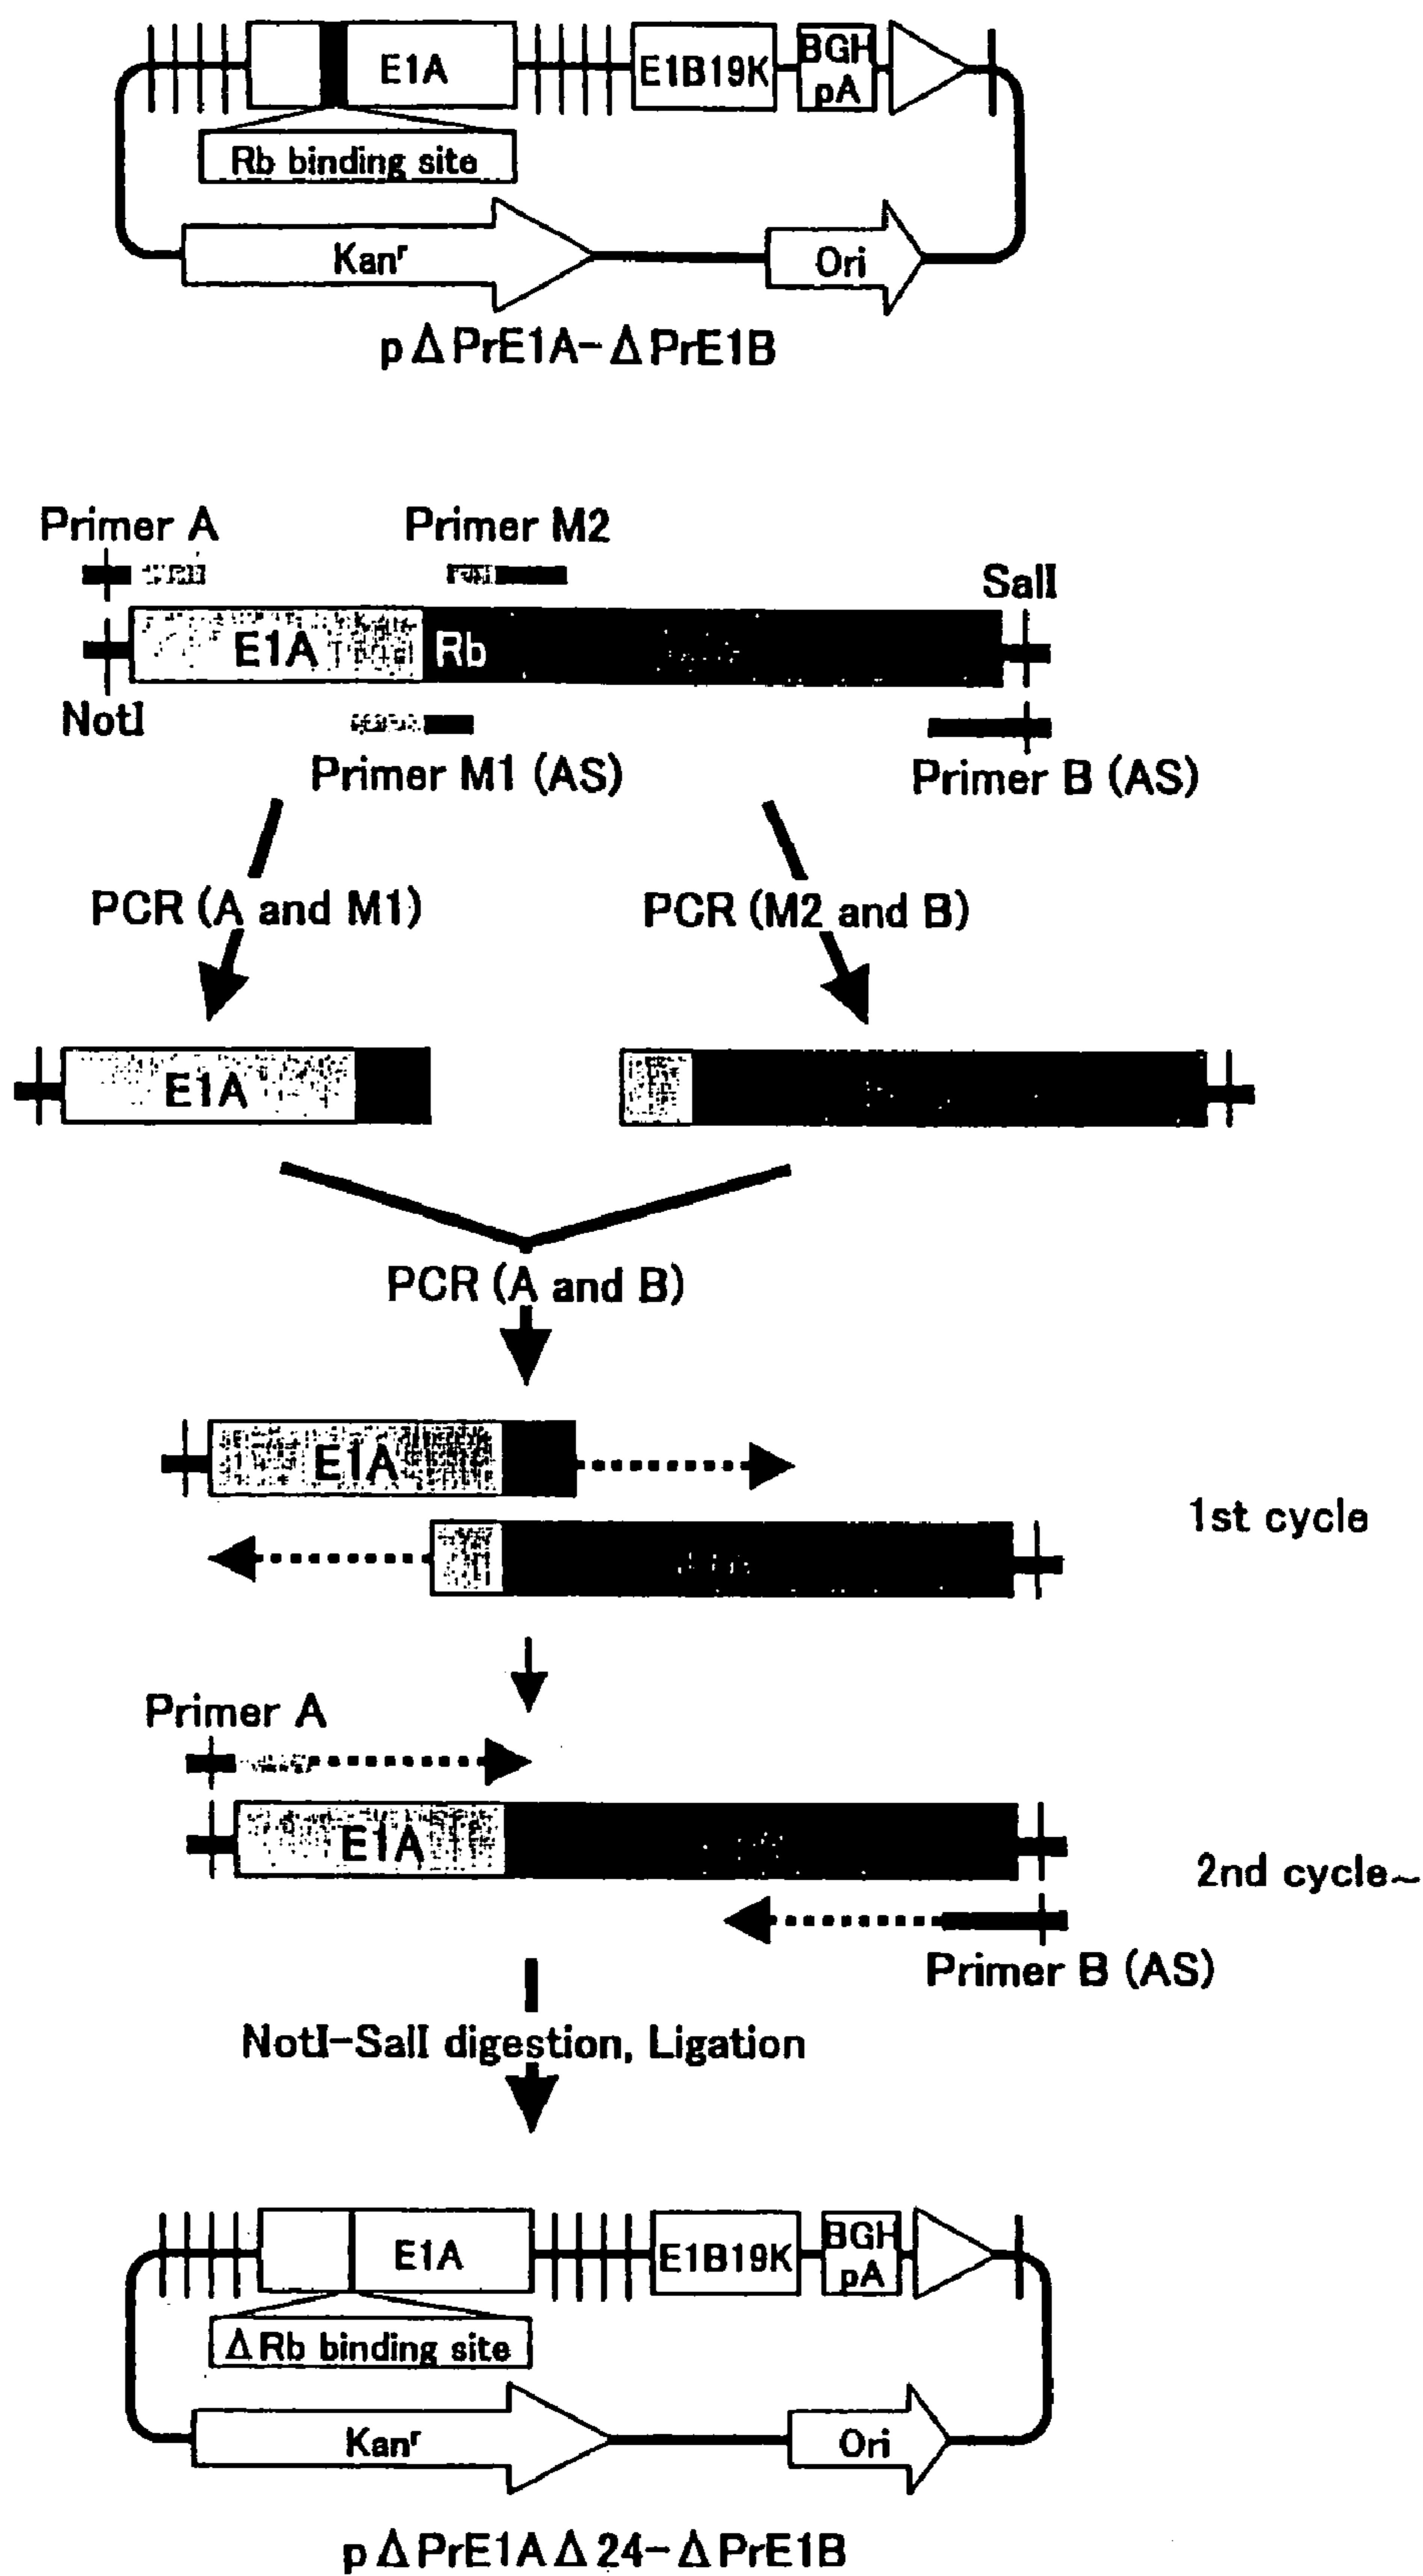 E1A
E1B19K
BGH
pA
Rb binding site
Kanʳ
Ori
pΔPrE1A-ΔPrE1B
Primer A
Primer M2
SalI
E1A
Rb
NotI
Primer M1 (AS)
Primer B (AS)
PCR (A and M1)
PCR (M2 and B)
E1A
PCR (A and B)
E1A
1st cycle
Primer A
E1A
2nd cycle~
Primer B (AS)
NotI-SalI digestion, Ligation
E1A
E1B19K
BGH
pA
ΔRb binding site
Kanʳ
Ori
pΔPrE1AΔ24-ΔPrE1B